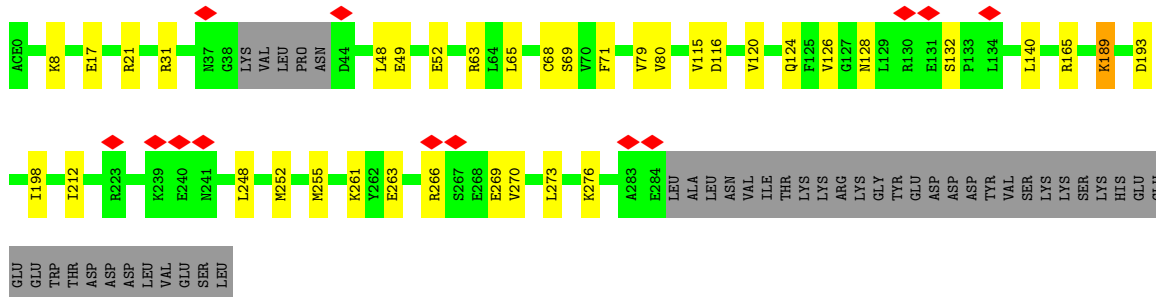 ACE0 K8 E17 R21 R31 N37 G38 LYS VAL LEU PRO ASN D44 L48 E49 E52 R63 L64 L65 C68 S69 V70 F71 V79 V80 V115 D116 V120 Q124 F125 V126 G127 N128 L129 R130 E131 S132 P133 L134 L140 R165 K189 D193
I198 I212 R223 K239 E240 N241 L248 M252 M255 K261 Y262 E263 R266 S267 E268 E269 V270 L273 K276 A283 E284 LEU ALA LEU ASN VAL ILE THR LYS LYS ARG LYS GLY TYR GLU ASP ASP ASP TYR VAL SER LYS LYS SER LYS HIS GLU
GLU GLU TRP THR ASP ASP ASP LEU VAL GLU SER LEU